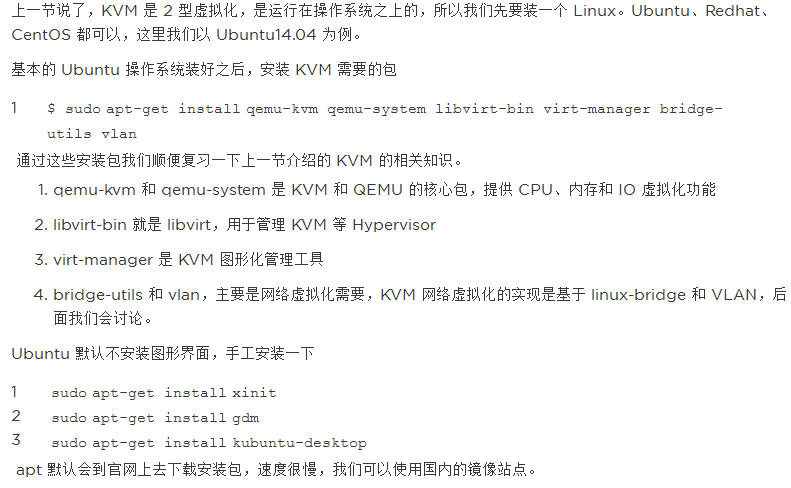 上一节说了，KVM 是 2 型虚拟化，是运行在操作系统之上的，所以我们先要装一个 Linux。Ubuntu、Redhat、
CentOS 都可以，这里我们以 Ubuntu14.04 为例。
基本的 Ubuntu 操作系统装好之后，安装 KVM 需要的包
1 $ sudo apt-get install qemu-kvm qemu-system libvirt-bin virt-manager bridge-
utils vlan
通过这些安装包我们顺便复习一下上一节介绍的 KVM 的相关知识。
1. qemu-kvm 和 qemu-system 是 KVM 和 QEMU 的核心包，提供 CPU、内存和 IO 虚拟化功能
2. libvirt-bin 就是 libvirt，用于管理 KVM 等 Hypervisor
3. virt-manager 是 KVM 图形化管理工具
4. bridge-utils 和 vlan，主要是网络虚拟化需要，KVM 网络虚拟化的实现是基于 linux-bridge 和 VLAN，后
面我们会讨论。
Ubuntu 默认不安装图形界面，手工安装一下
1 sudo apt-get install xinit
2 sudo apt-get install gdm
3 sudo apt-get install kubuntu-desktop
apt 默认会到官网上去下载安装包，速度很慢，我们可以使用国内的镜像站点。